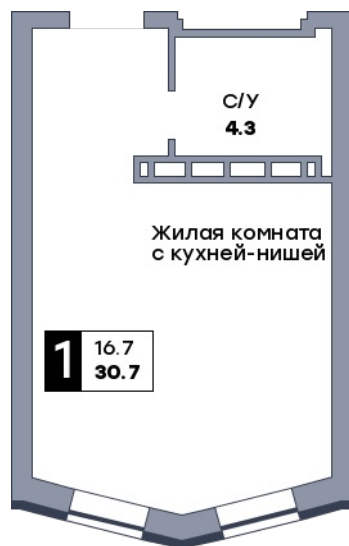 С/У
4.3
Жилая комната
с кухней-нишей
1
16.7
30.7